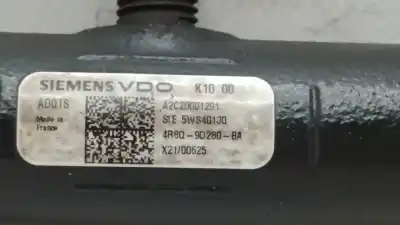 SIEMENS VDO K10 00
ADQTS A2C20001291
Made in SIE 5WS40130
France 4R8Q-9D280-BA
X21/00625